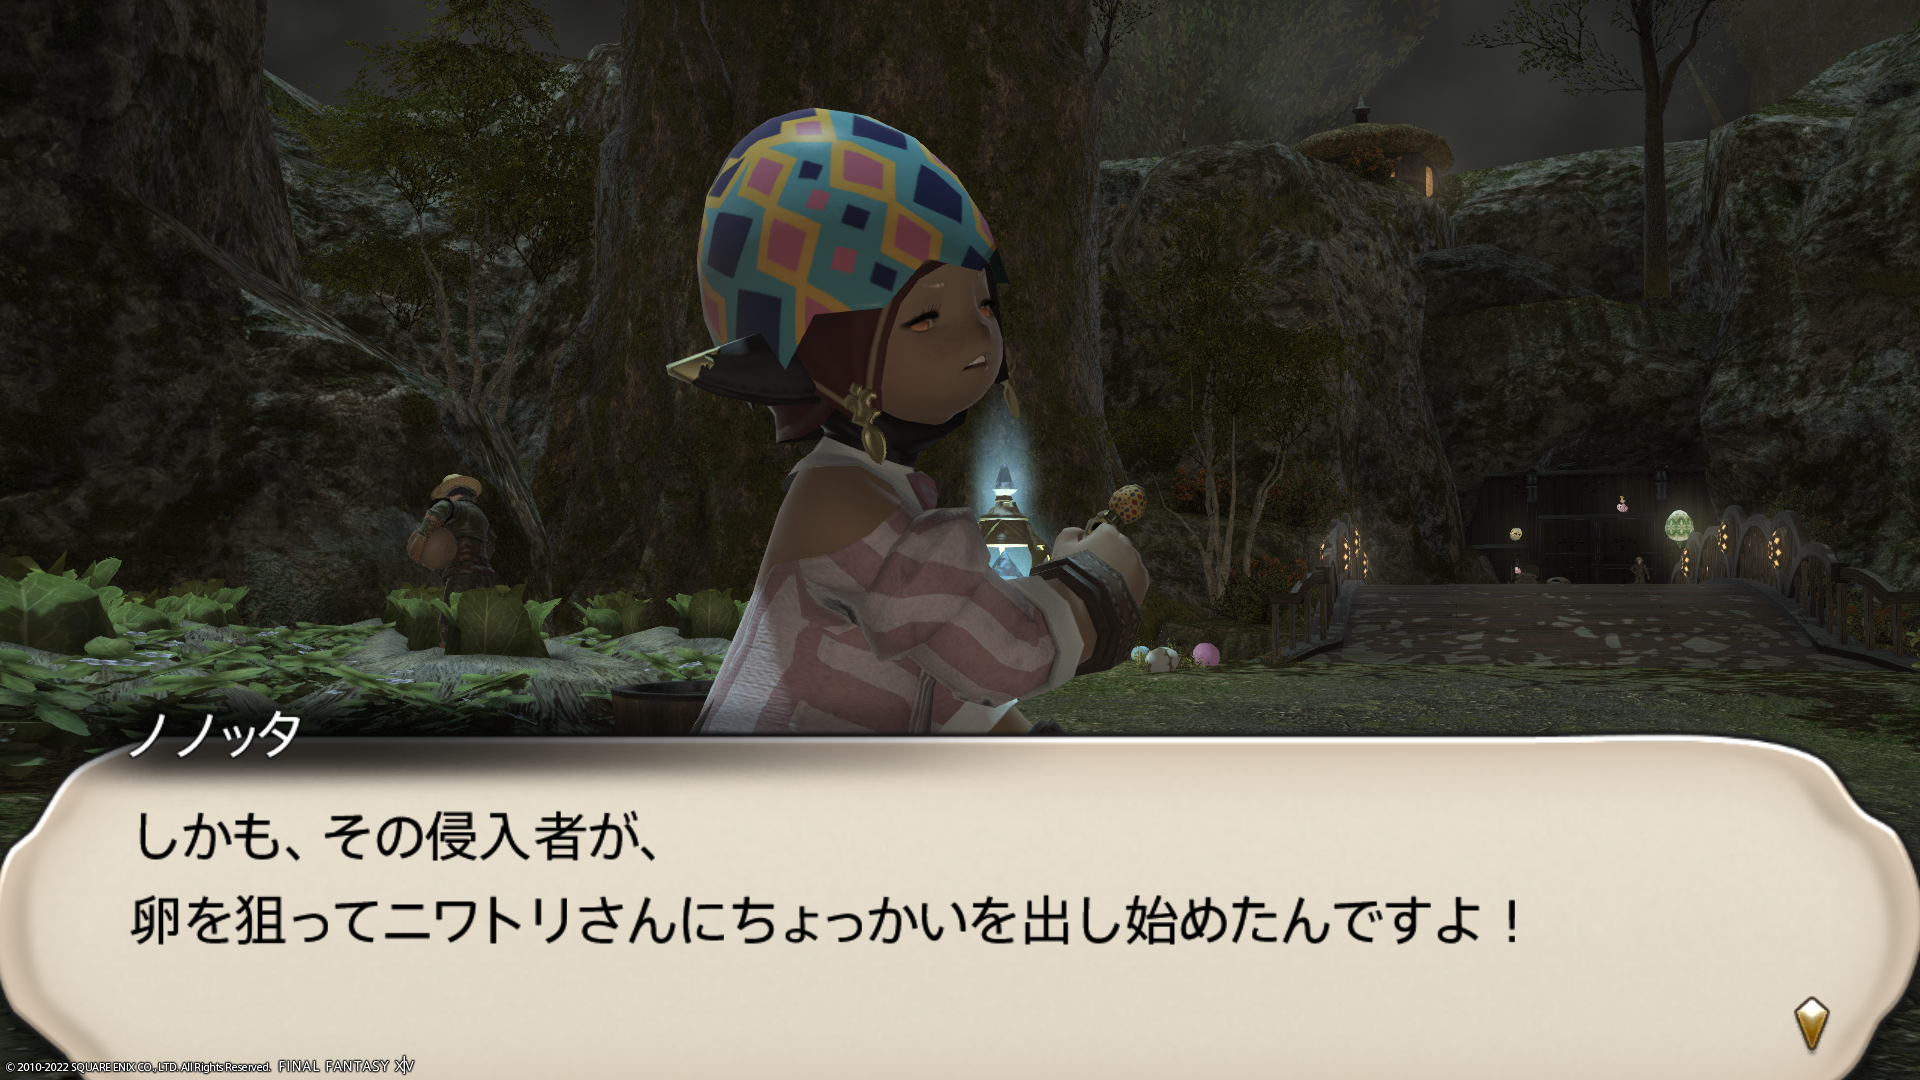 ノノッタ
しかも、その侵入者が、
卵を狙ってニワトリさんにちょっかいを出し始めたんですよ！
© 2010-2022 SQUARE ENIX CO., LTD. All Rights Reserved. FINAL FANTASY XIV